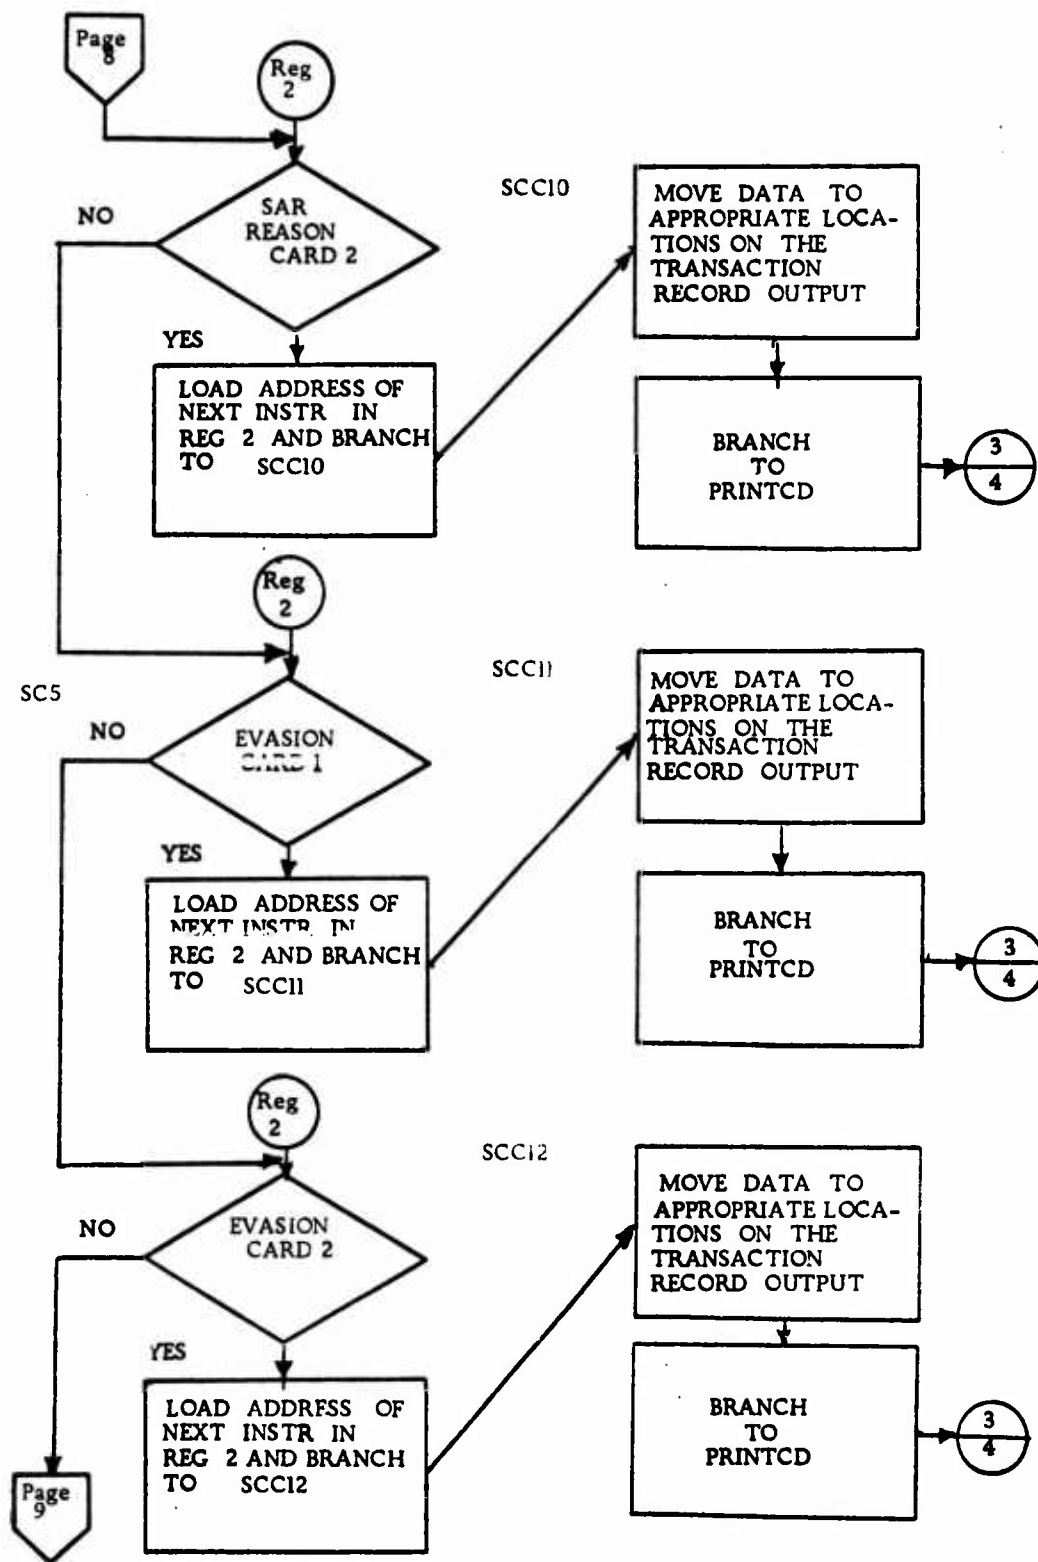 Page
8
Reg
2
NO
SAR
REASON
CARD 2
YES
LOAD ADDRESS OF
NEXT INSTR IN
REG 2 AND BRANCH
TO SCC10
SCC10
MOVE DATA TO
APPROPRIATE LOCA-
TIONS ON THE
TRANSACTION
RECORD OUTPUT
BRANCH
TO
PRINTCD
3
4
Reg
2
SC5
NO
EVASION
CARD 1
YES
LOAD ADDRESS OF
NEXT INSTR IN
REG 2 AND BRANCH
TO SCC11
SCC11
MOVE DATA TO
APPROPRIATE LOCA-
TIONS ON THE
TRANSACTION
RECORD OUTPUT
BRANCH
TO
PRINTCD
3
4
Reg
2
NO
EVASION
CARD 2
YES
LOAD ADDRESS OF
NEXT INSTR IN
REG 2 AND BRANCH
TO SCC12
SCC12
MOVE DATA TO
APPROPRIATE LOCA-
TIONS ON THE
TRANSACTION
RECORD OUTPUT
BRANCH
TO
PRINTCD
3
4
Page
9